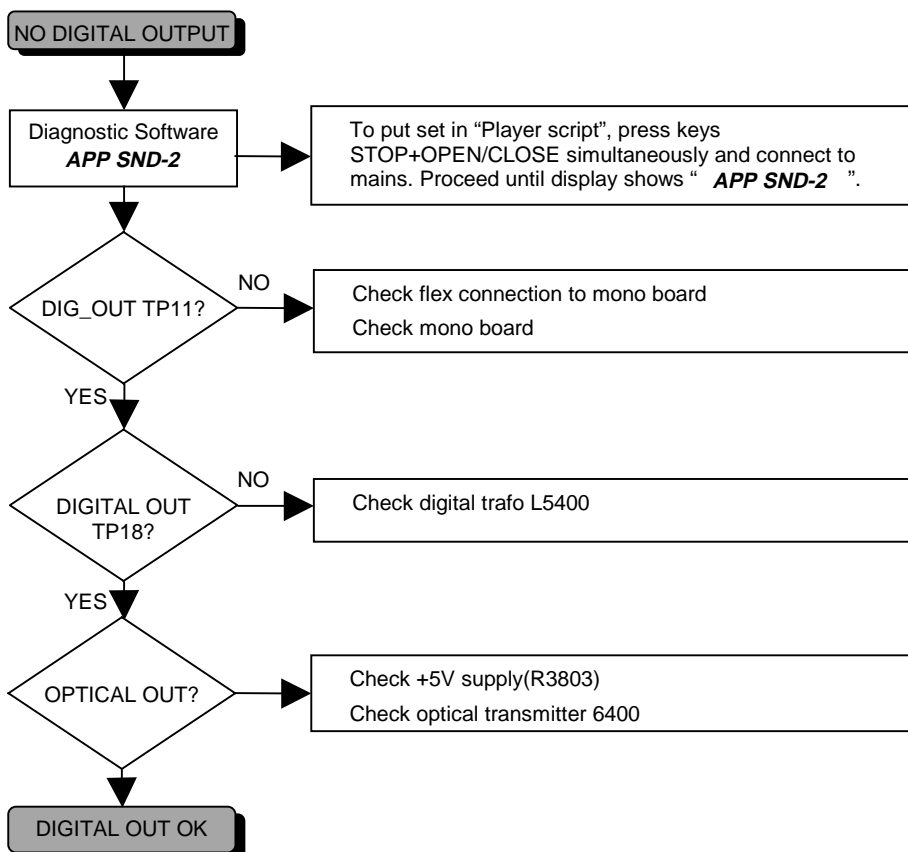 NO DIGITAL OUTPUT
Diagnostic Software
APP SND-2
To put set in “Player script”, press keys
STOP+OPEN/CLOSE simultaneously and connect to
mains. Proceed until display shows “ APP SND-2 ”.
DIG_OUT TP11?
NO
Check flex connection to mono board
Check mono board
YES
DIGITAL OUT
TP18?
NO
Check digital trafo L5400
YES
OPTICAL OUT?
Check +5V supply(R3803)
Check optical transmitter 6400
DIGITAL OUT OK